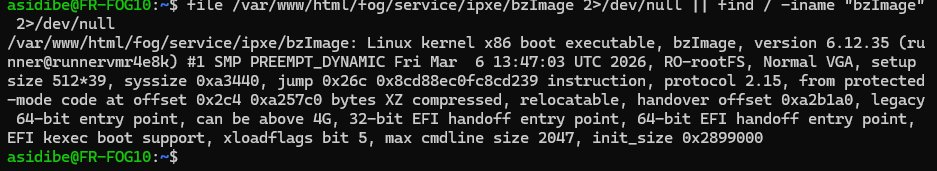 asidibe@FR-FOG10:~$ file /var/www/html/fog/service/ipxe/bzImage 2>/dev/null || find / -iname "bzImage"
 2>/dev/null
/var/www/html/fog/service/ipxe/bzImage: Linux kernel x86 boot executable, bzImage, version 6.12.35 (ru
nner@runnervmr4e8k) #1 SMP PREEMPT_DYNAMIC Fri Mar  6 13:47:03 UTC 2026, RO-rootFS, Normal VGA, setup
size 512*39, syssize 0xa3440, jump 0x26c 0x8cd88ec0fc8cd239 instruction, protocol 2.15, from protected
-mode code at offset 0x2c4 0xa257c0 bytes XZ compressed, relocatable, handover offset 0xa2b1a0, legacy
 64-bit entry point, can be above 4G, 32-bit EFI handoff entry point, 64-bit EFI handoff entry point,
EFI kexec boot support, xloadflags bit 5, max cmdline size 2047, init_size 0x2899000
asidibe@FR-FOG10:~$